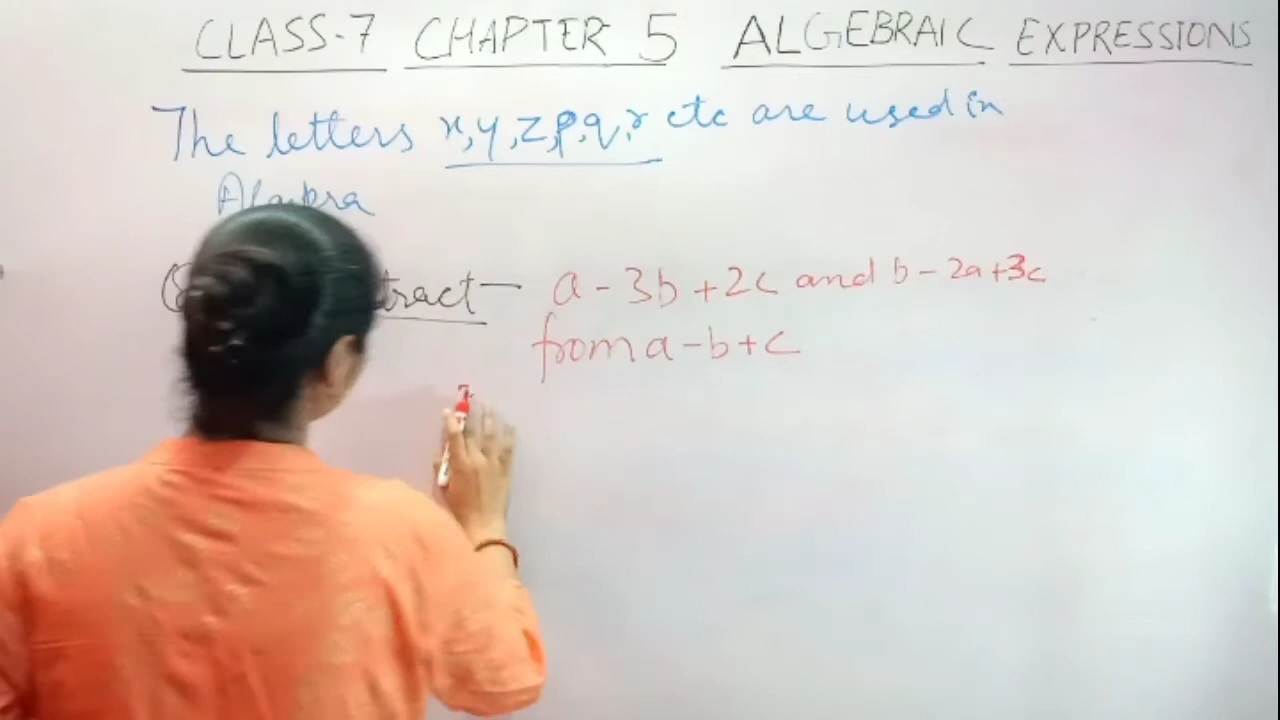 CLASS-7 CHAPTER 5 ALGEBRAIC EXPRESSIONS
The letters x, y, z, p, q, r etc are used in
Algebra
a - 3b + 2c and b - 2a + 3c
from a - b + c